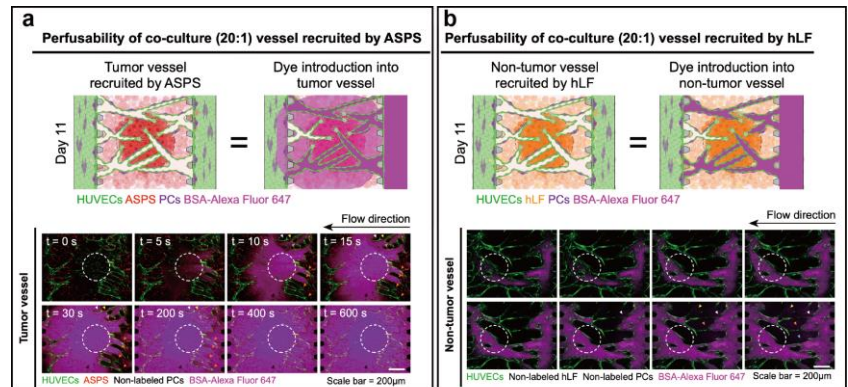 a
Perfusability of co-culture (20:1) vessel recruited by ASPS
Tumor vessel
recruited by ASPS
Dye introduction into
tumor vessel
Day 11
=
HUVECs ASPS PCs BSA-Alexa Fluor 647
Flow direction
Tumor vessel
t = 0 s
t = 5 s
t = 10 s
t = 15 s
t = 30 s
t = 200 s
t = 400 s
t = 600 s
HUVECs ASPS Non-labeled PCs BSA-Alexa Fluor 647
Scale bar = 200µm
b
Perfusability of co-culture (20:1) vessel recruited by hLF
Non-tumor vessel
recruited by hLF
Dye introduction into
non-tumor vessel
Day 11
=
HUVECs hLF PCs BSA-Alexa Fluor 647
Flow direction
Non-tumor vessel
HUVECs Non-labeled hLF Non-labeled PCs BSA-Alexa Fluor 647
Scale bar = 200µm